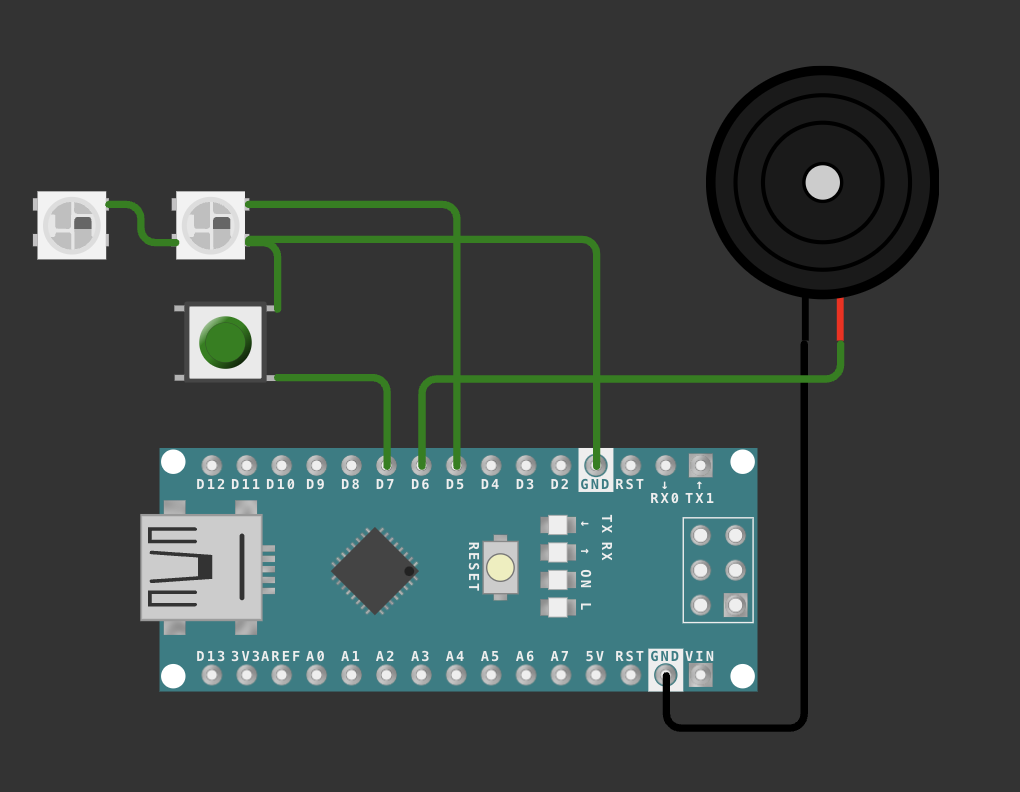 D12 D11 D10 D9 D8 D7 D6 D5 D4 D3 D2 GND RST ↓ ↑
RX0 TX1
RESET
↑ TX
↑ RX
ON
L
D13 3V3 AREF A0 A1 A2 A3 A4 A5 A6 A7 5V RST GND VIN